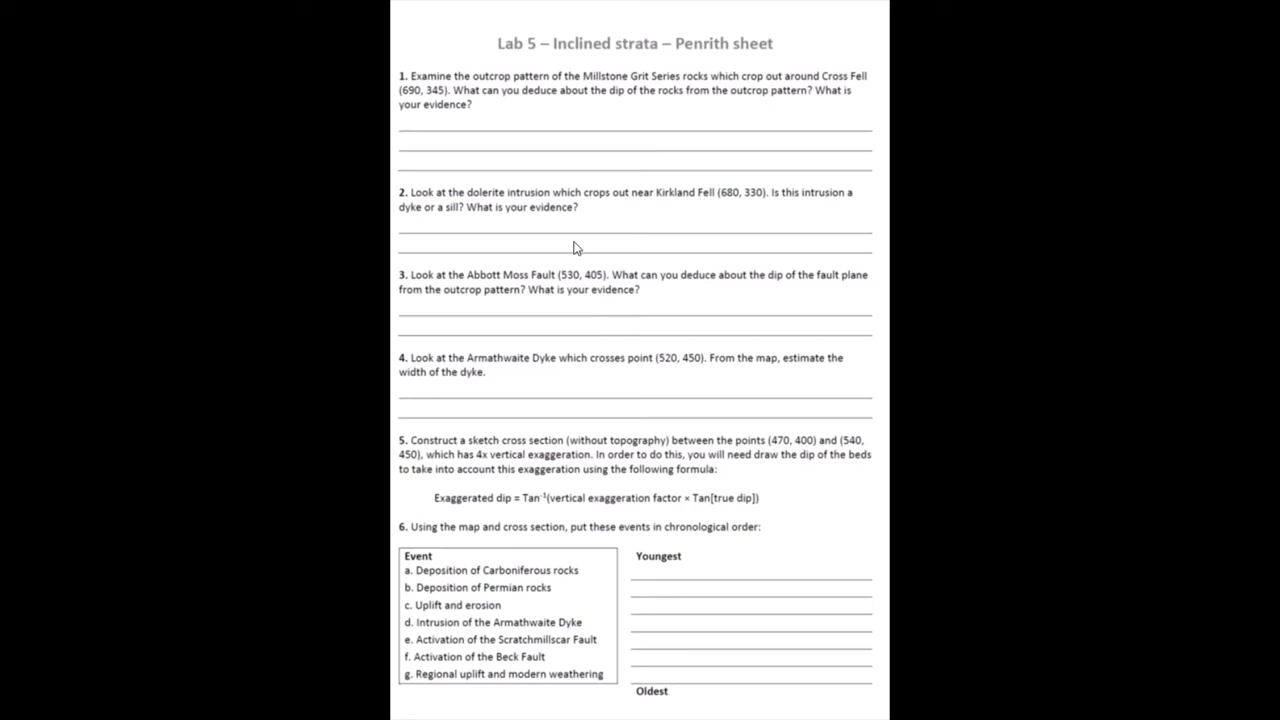 Lab 5 – Inclined strata – Penrith sheet
1. Examine the outcrop pattern of the Millstone Grit Series rocks which crop out around Cross Fell
(690, 345). What can you deduce about the dip of the rocks from the outcrop pattern? What is
your evidence?
2. Look at the dolerite intrusion which crops out near Kirkland Fell (680, 330). Is this intrusion a
dyke or a sill? What is your evidence?
3. Look at the Abbott Moss Fault (530, 405). What can you deduce about the dip of the fault plane
from the outcrop pattern? What is your evidence?
4. Look at the Armathwaite Dyke which crosses point (520, 450). From the map, estimate the
width of the dyke.
5. Construct a sketch cross section (without topography) between the points (470, 400) and (540,
450), which has 4x vertical exaggeration. In order to do this, you will need draw the dip of the beds
to take into account this exaggeration using the following formula:
Exaggerated dip = Tan⁻¹(vertical exaggeration factor × Tan[true dip])
6. Using the map and cross section, put these events in chronological order:
Event
a. Deposition of Carboniferous rocks
b. Deposition of Permian rocks
c. Uplift and erosion
d. Intrusion of the Armathwaite Dyke
e. Activation of the Scratchmillscar Fault
f. Activation of the Beck Fault
g. Regional uplift and modern weathering
Youngest
Oldest